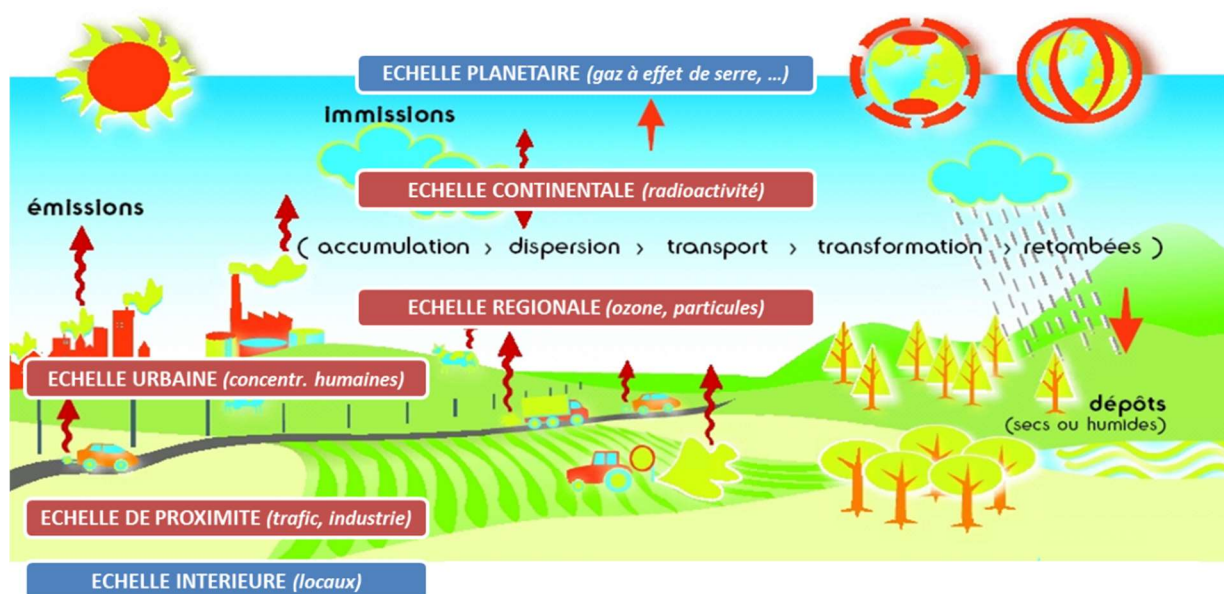 ECHELLE PLANETAIRE (gaz à effet de serre, ...)
immissions
ECHELLE CONTINENTALE (radioactivité)
émissions
( accumulation > dispersion > transport > transformation > retombées )
ECHELLE REGIONALE (ozone, particules)
ECHELLE URBAINE (concentr. humaines)
dépôts
(secs ou humides)
ECHELLE DE PROXIMITE (trafic, industrie)
ECHELLE INTERIEURE (locaux)